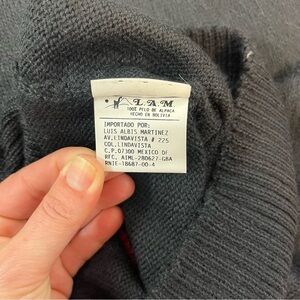 L.A.M
100% PELO DE ALPACA
HECHO EN BOLIVIA
IMPORTADO POR:
LUIS ALBIS MARTINEZ
AV.LINDAVISTA # 225
COL.LINDAVISTA
C.P.07300 MEXICO DF
RFC. AIML-280627-GBA
RNIE-18687-00-4